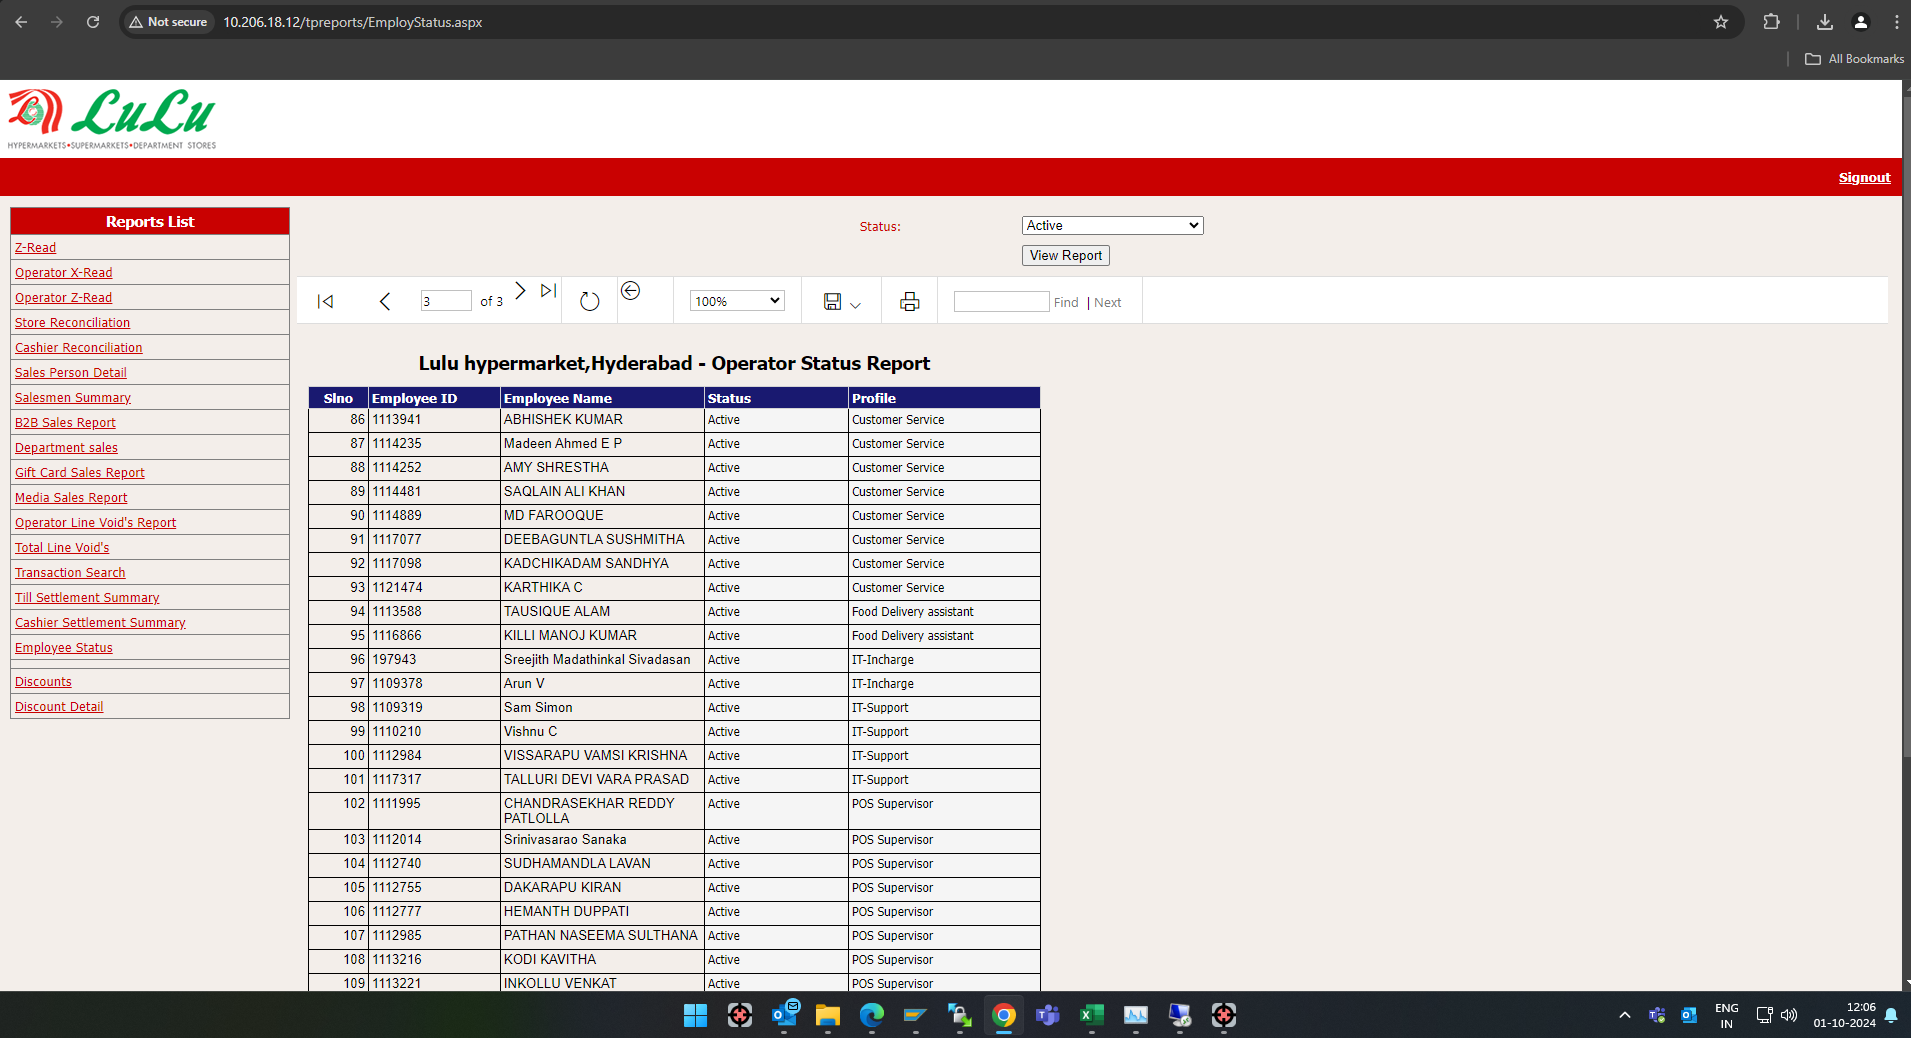 Not secure 10.206.18.12/tpreports/EmployStatus.aspx
All Bookmarks
LuLu
HYPERMARKETS•SUPERMARKETS•DEPARTMENT STORES
Signout
Reports List
Z-Read
Operator X-Read
Operator Z-Read
Store Reconciliation
Cashier Reconciliation
Sales Person Detail
Salesmen Summary
B2B Sales Report
Department sales
Gift Card Sales Report
Media Sales Report
Operator Line Void's Report
Total Line Void's
Transaction Search
Till Settlement Summary
Cashier Settlement Summary
Employee Status
Discounts
Discount Detail
Status: Active
View Report
3 of 3 100% Find | Next
Lulu hypermarket,Hyderabad - Operator Status Report
Slno Employee ID Employee Name Status Profile
86 1113941 ABHISHEK KUMAR Active Customer Service
87 1114235 Madeen Ahmed E P Active Customer Service
88 1114252 AMY SHRESTHA Active Customer Service
89 1114481 SAQLAIN ALI KHAN Active Customer Service
90 1114889 MD FAROOQUE Active Customer Service
91 1117077 DEEBAGUNTLA SUSHMITHA Active Customer Service
92 1117098 KADCHIKADAM SANDHYA Active Customer Service
93 1121474 KARTHIKA C Active Customer Service
94 1113588 TAUSIQUE ALAM Active Food Delivery assistant
95 1116866 KILLI MANOJ KUMAR Active Food Delivery assistant
96 197943 Sreejith Madathinkal Sivadasan Active IT-Incharge
97 1109378 Arun V Active IT-Incharge
98 1109319 Sam Simon Active IT-Support
99 1110210 Vishnu C Active IT-Support
100 1112984 VISSARAPU VAMSI KRISHNA Active IT-Support
101 1117317 TALLURI DEVI VARA PRASAD Active IT-Support
102 1111995 CHANDRASEKHAR REDDY Active POS Supervisor
PATLOLLA
103 1112014 Srinivasarao Sanaka Active POS Supervisor
104 1112740 SUDHAMANDLA LAVAN Active POS Supervisor
105 1112755 DAKARAPU KIRAN Active POS Supervisor
106 1112777 HEMANTH DUPPATI Active POS Supervisor
107 1112985 PATHAN NASEEMA SULTHANA Active POS Supervisor
108 1113216 KODI KAVITHA Active POS Supervisor
109 1113221 INKOLLU VENKAT Active POS Supervisor
ENG
IN
12:06
01-10-2024